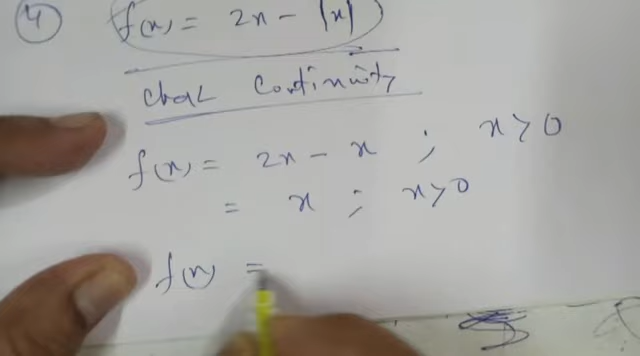 4 f(x) = 2x - |x|
Check Continuity
f(x) = 2x - x ; x > 0
= x ; x > 0
f(x) =